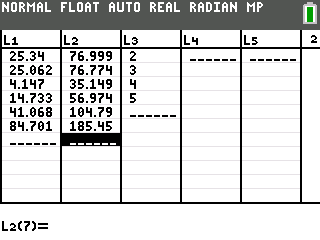 NORMAL FLOAT AUTO REAL RADIAN MP
L1 L2 L3 L4 L5 2
25.34 76.999 2 ------ ------
25.062 76.774 3
4.147 35.149 4
14.733 56.974 5
41.068 104.79 ------
84.701 185.45
------ ------
L2(7)=